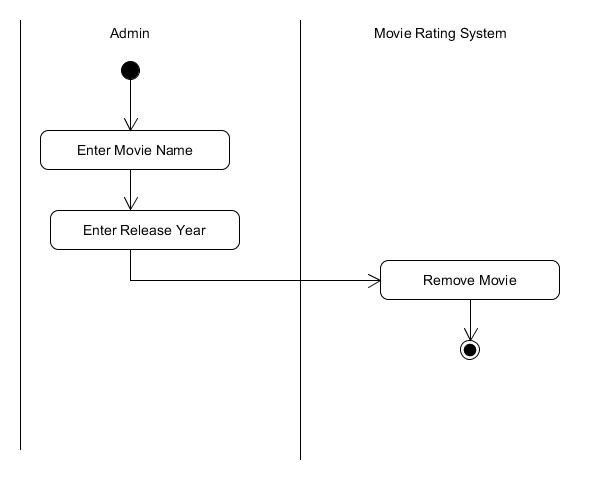 Admin
Movie Rating System
Enter Movie Name
Enter Release Year
Remove Movie